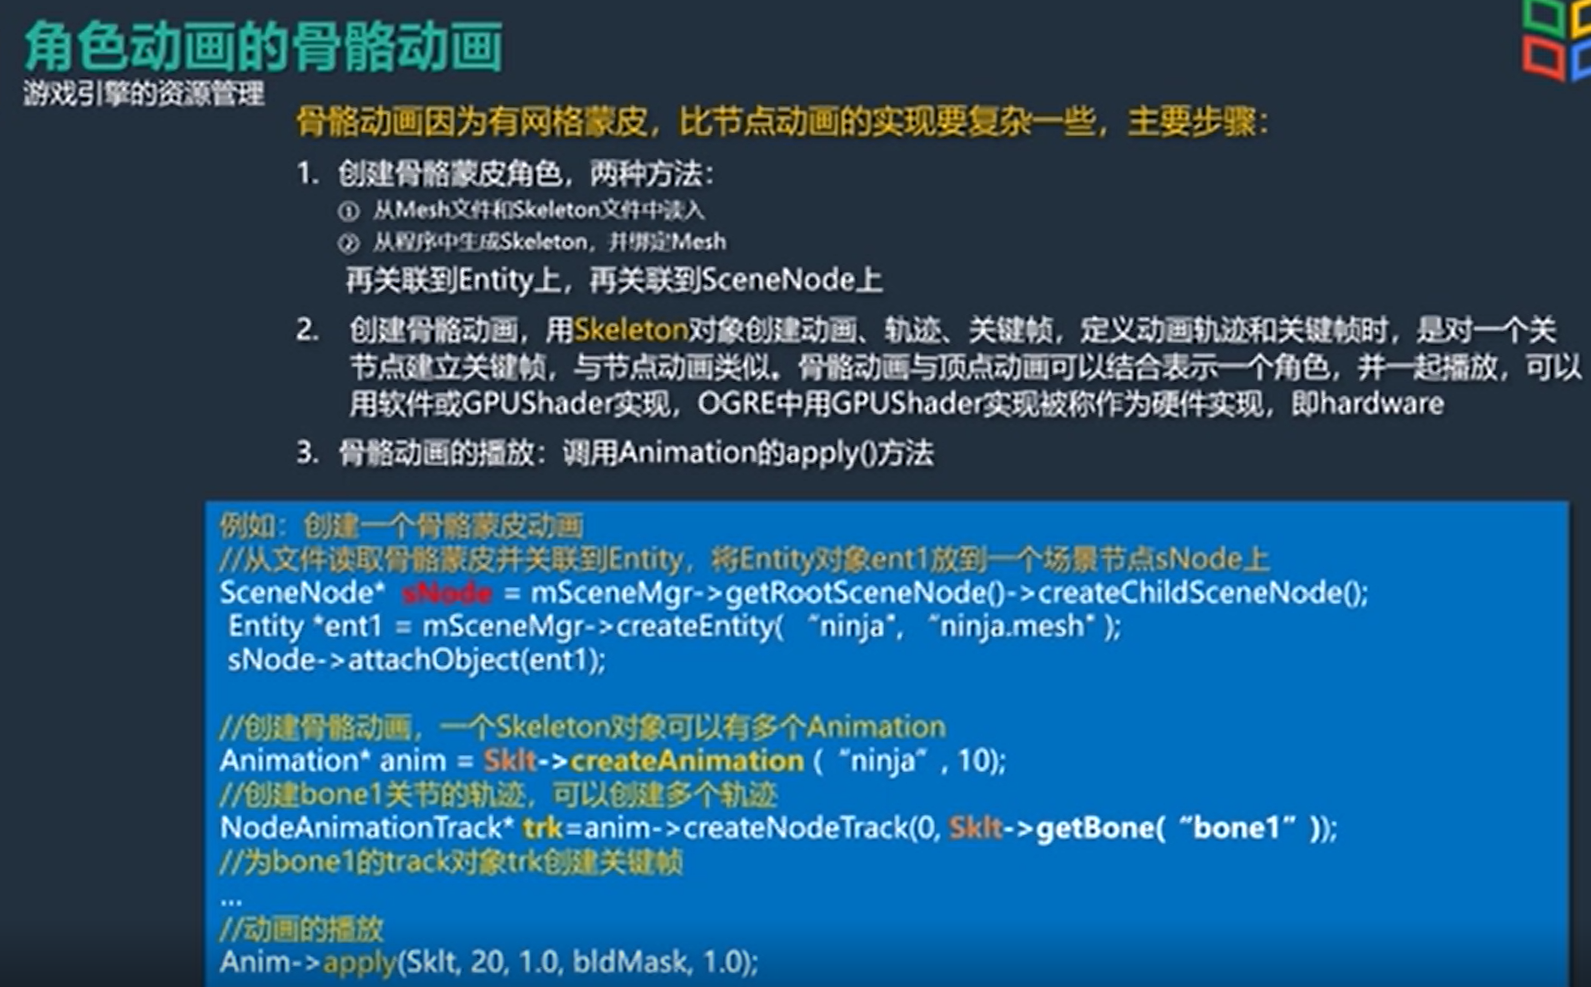 角色动画的骨骼动画
游戏引擎的资源管理
骨骼动画因为有网格蒙皮，比节点动画的实现要复杂一些，主要步骤：
1. 创建骨骼蒙皮角色，两种方法：
① 从Mesh文件和Skeleton文件中读入
② 从程序中生成Skeleton，并绑定Mesh
再关联到Entity上，再关联到SceneNode上
2. 创建骨骼动画，用Skeleton对象创建动画、轨迹、关键帧，定义动画轨迹和关键帧时，是对一个关
节点建立关键帧，与节点动画类似。骨骼动画与顶点动画可以结合表示一个角色，并一起播放，可以
用软件或GPUShader实现，OGRE中用GPUShader实现被称作为硬件实现，即hardware
3. 骨骼动画的播放：调用Animation的apply()方法
例如：创建一个骨骼蒙皮动画
//从文件读取骨骼蒙皮并关联到Entity，将Entity对象ent1放到一个场景节点sNode上
SceneNode* sNode = mSceneMgr->getRootSceneNode()->createChildSceneNode();
Entity *ent1 = mSceneMgr->createEntity( “ninja", “ninja.mesh" );
sNode->attachObject(ent1);
//创建骨骼动画，一个Skeleton对象可以有多个Animation
Animation* anim = Sklt->createAnimation ( “ninja” , 10);
//创建bone1关节的轨迹，可以创建多个轨迹
NodeAnimationTrack* trk=anim->createNodeTrack(0, Sklt->getBone( “bone1” ));
//为bone1的track对象trk创建关键帧
...
//动画的播放
Anim->apply(Sklt, 20, 1.0, bldMask, 1.0);